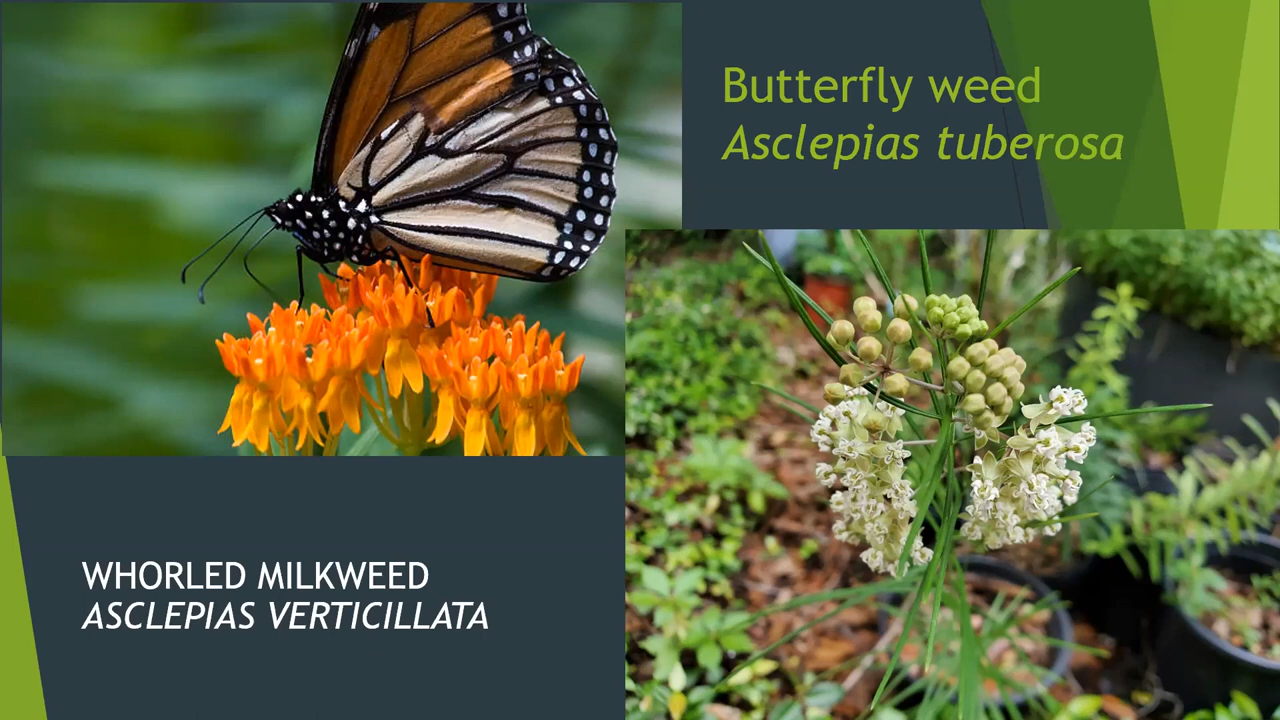 Butterfly weed
Asclepias tuberosa
WHORLED MILKWEED
ASCLEPIAS VERTICILLATA